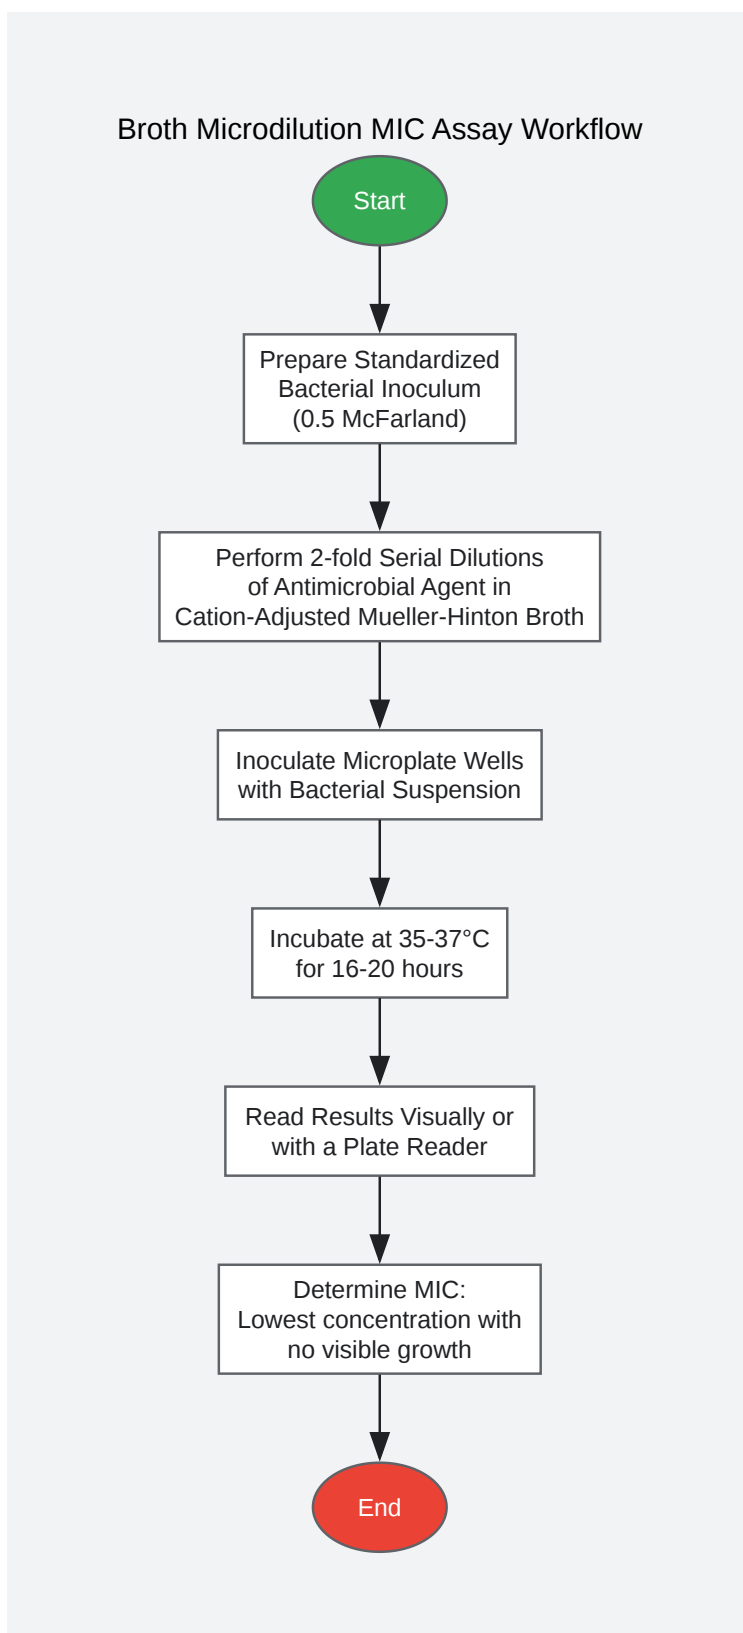 Broth Microdilution MIC Assay Workflow
Start
Prepare Standardized
Bacterial Inoculum
(0.5 McFarland)
Perform 2-fold Serial Dilutions
of Antimicrobial Agent in
Cation-Adjusted Mueller-Hinton Broth
Inoculate Microplate Wells
with Bacterial Suspension
Incubate at 35-37°C
for 16-20 hours
Read Results Visually or
with a Plate Reader
Determine MIC:
Lowest concentration with
no visible growth
End